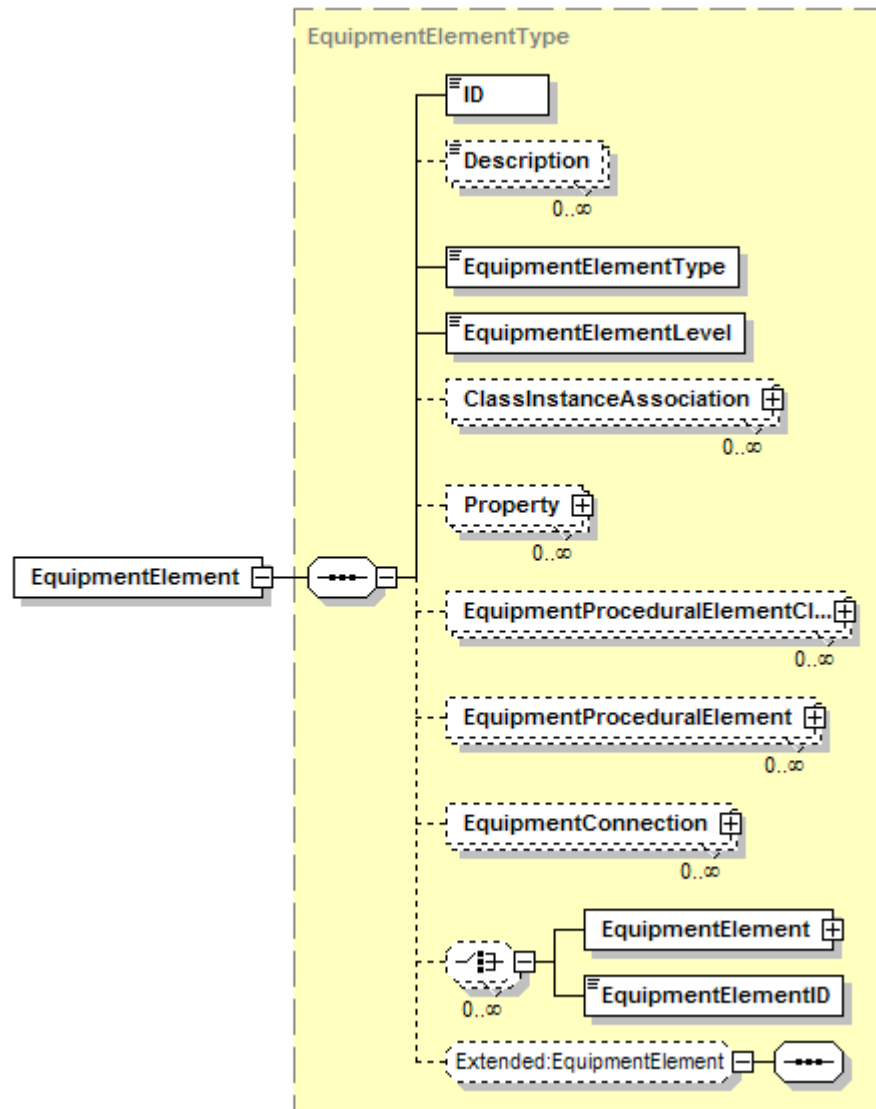 EquipmentElementType
ID
Description
0..∞
EquipmentElementType
EquipmentElementLevel
ClassInstanceAssociation
0..∞
Property
0..∞
EquipmentElement
EquipmentProceduralElementCl...
0..∞
EquipmentProceduralElement
0..∞
EquipmentConnection
0..∞
EquipmentElement
EquipmentElementID
0..∞
Extended:EquipmentElement